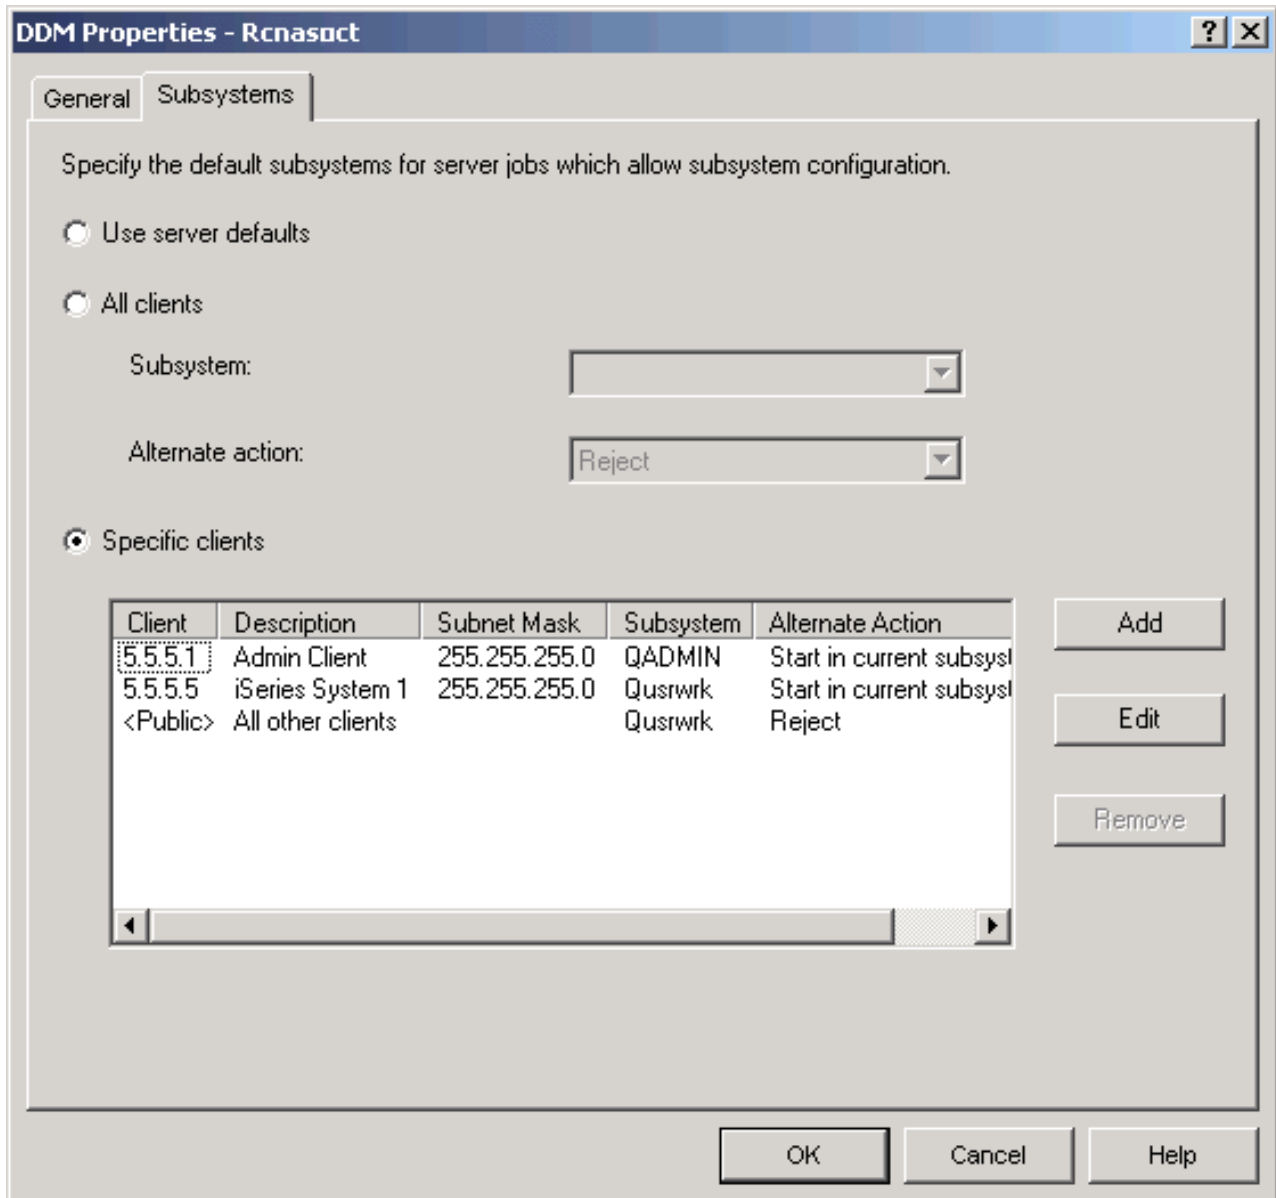 DDM Properties - Rcnasact
General
Subsystems
Specify the default subsystems for server jobs which allow subsystem configuration.
Use server defaults
All clients
Subsystem:
Alternate action:
Reject
Specific clients
Client Description Subnet Mask Subsystem Alternate Action
5.5.5.1 Admin Client 255.255.255.0 QADMIN Start in current subsyst
5.5.5.5 iSeries System 1 255.255.255.0 Qusrwrk Start in current subsyst
<Public> All other clients Qusrwrk Reject
Add
Edit
Remove
OK
Cancel
Help